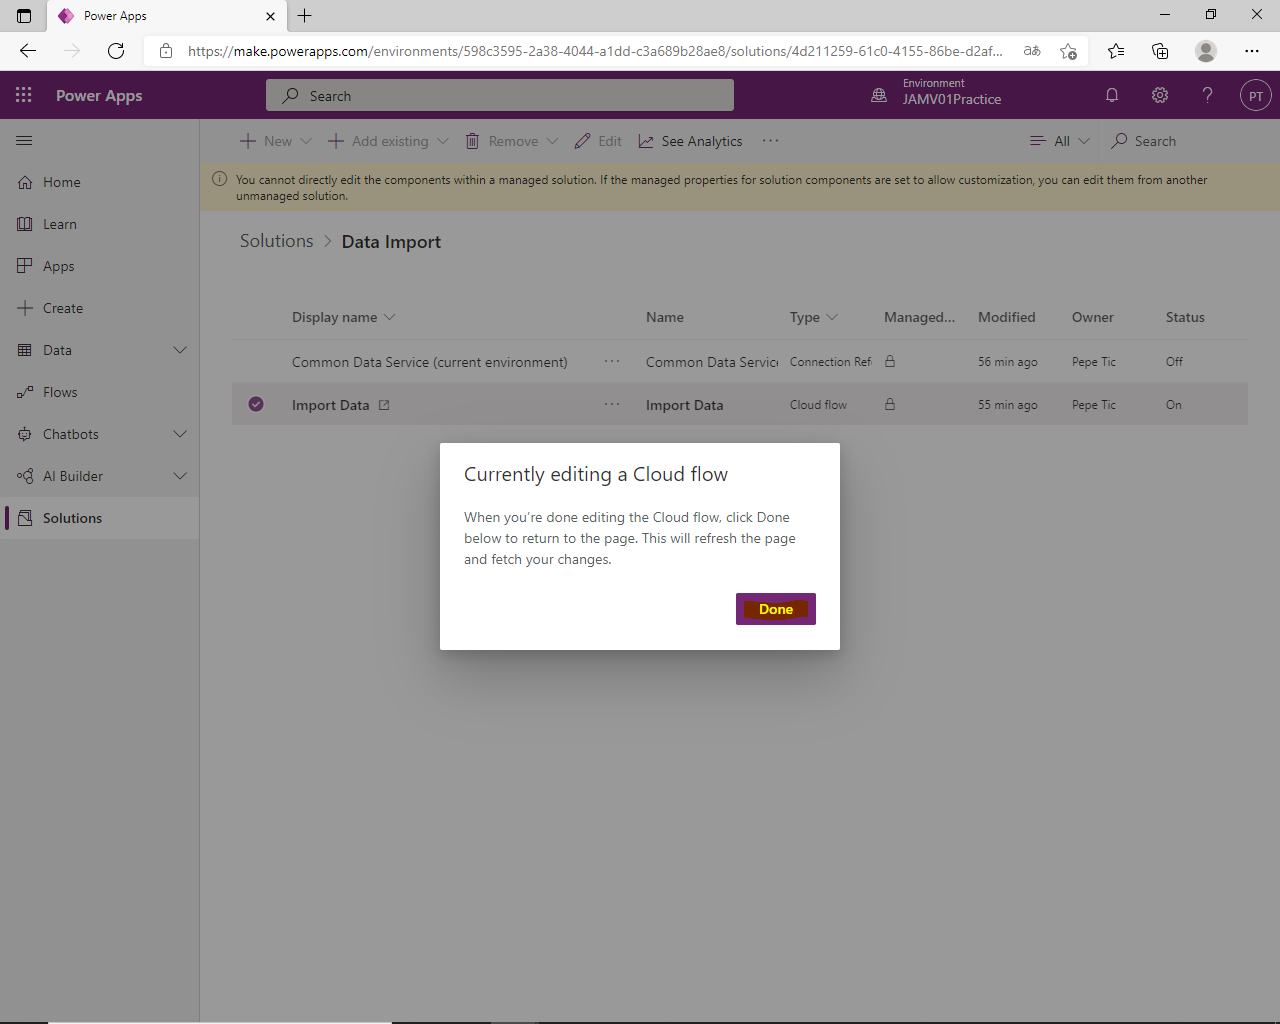 Power Apps
https://make.powerapps.com/environments/598c3595-2a38-4044-a1dd-c3a689b28ae8/solutions/4d211259-61c0-4155-86be-d2af...
aあ
Power Apps
Search
Environment
JAMV01Practice
?
PT
New
Add existing
Remove
Edit
See Analytics
All
Search
You cannot directly edit the components within a managed solution. If the managed properties for solution components are set to allow customization, you can edit them from another
unmanaged solution.
Home
Learn
Apps
Create
Data
Flows
Chatbots
AI Builder
Solutions
Solutions > Data Import
Display name Name Type Managed... Modified Owner Status
Common Data Service (current environment) ... Common Data Service Connection Ref 56 min ago Pepe Tic Off
Import Data ... Import Data Cloud flow 55 min ago Pepe Tic On
Currently editing a Cloud flow
When you’re done editing the Cloud flow, click Done
below to return to the page. This will refresh the page
and fetch your changes.
Done